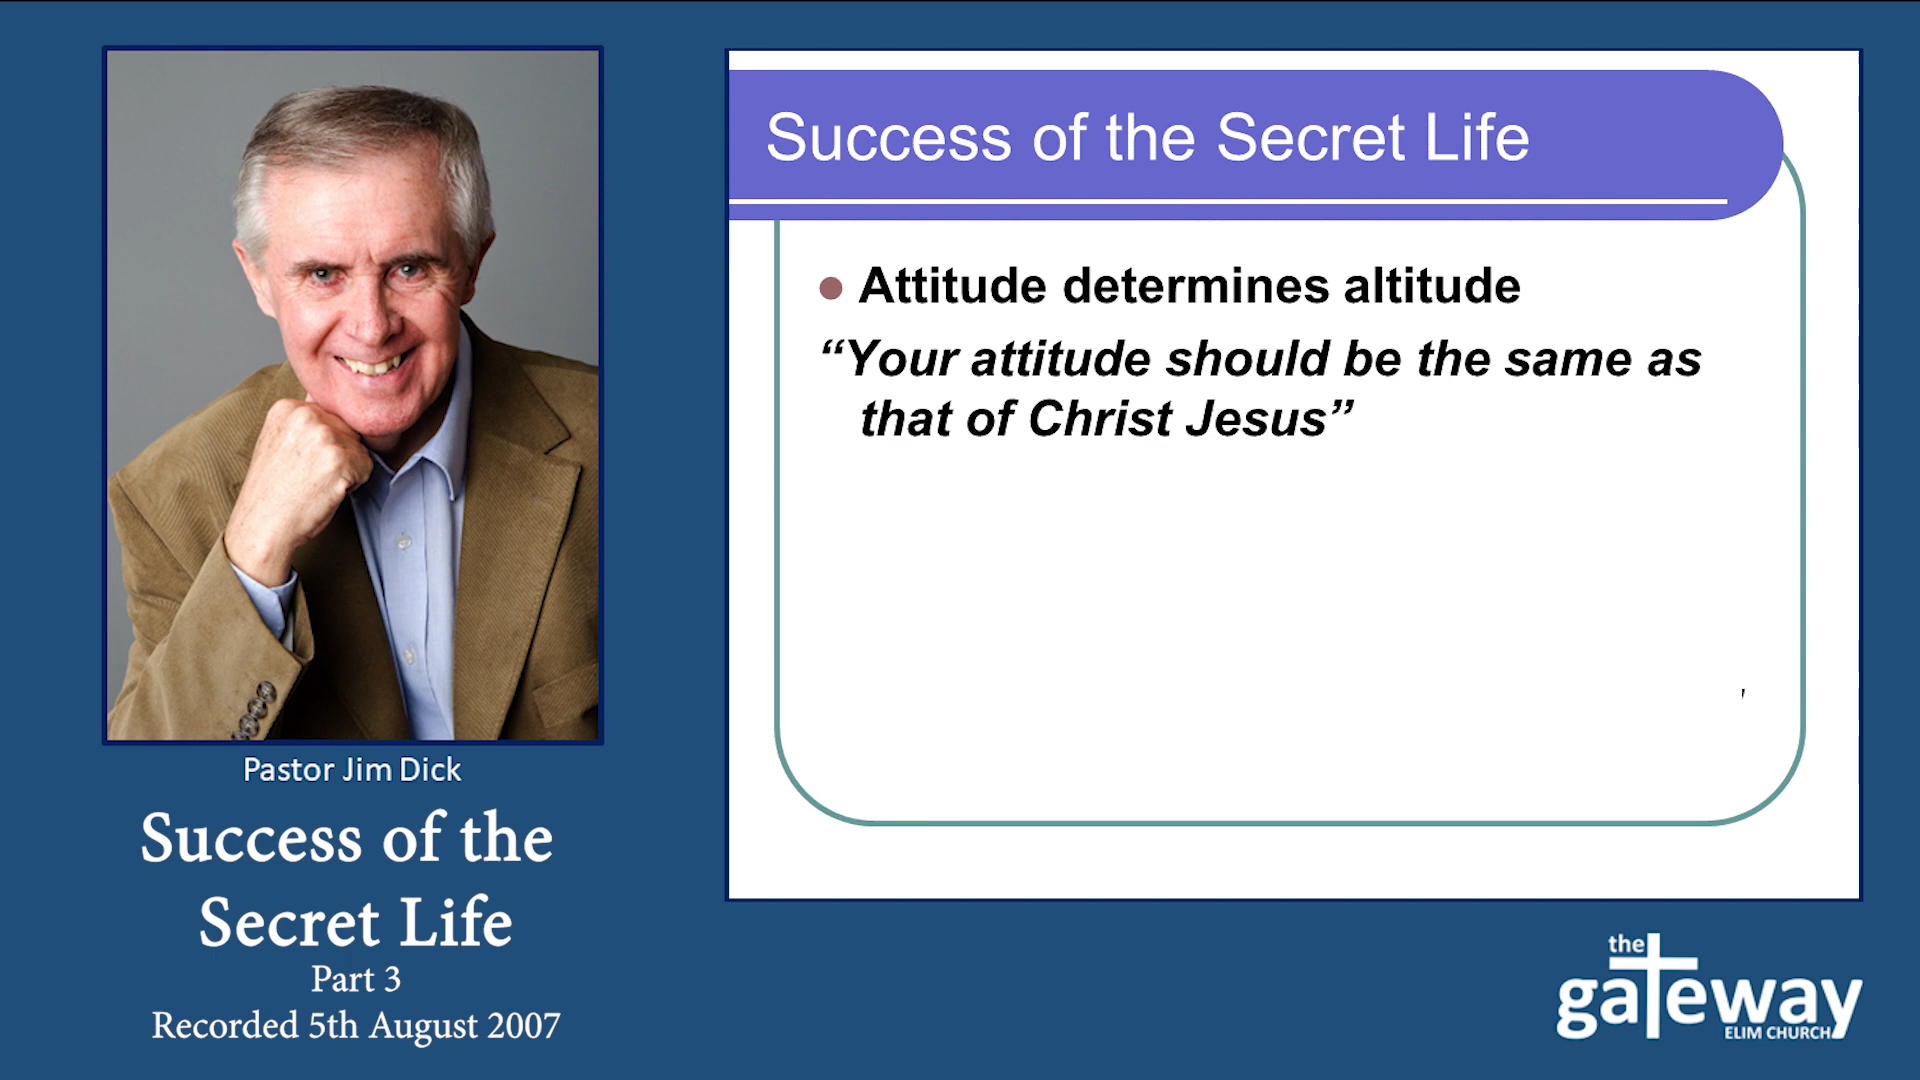 Pastor Jim Dick
Success of the
Secret Life
Part 3
Recorded 5th August 2007
Success of the Secret Life
Attitude determines altitude
“Your attitude should be the same as
that of Christ Jesus”
the
gateway
ELIM CHURCH